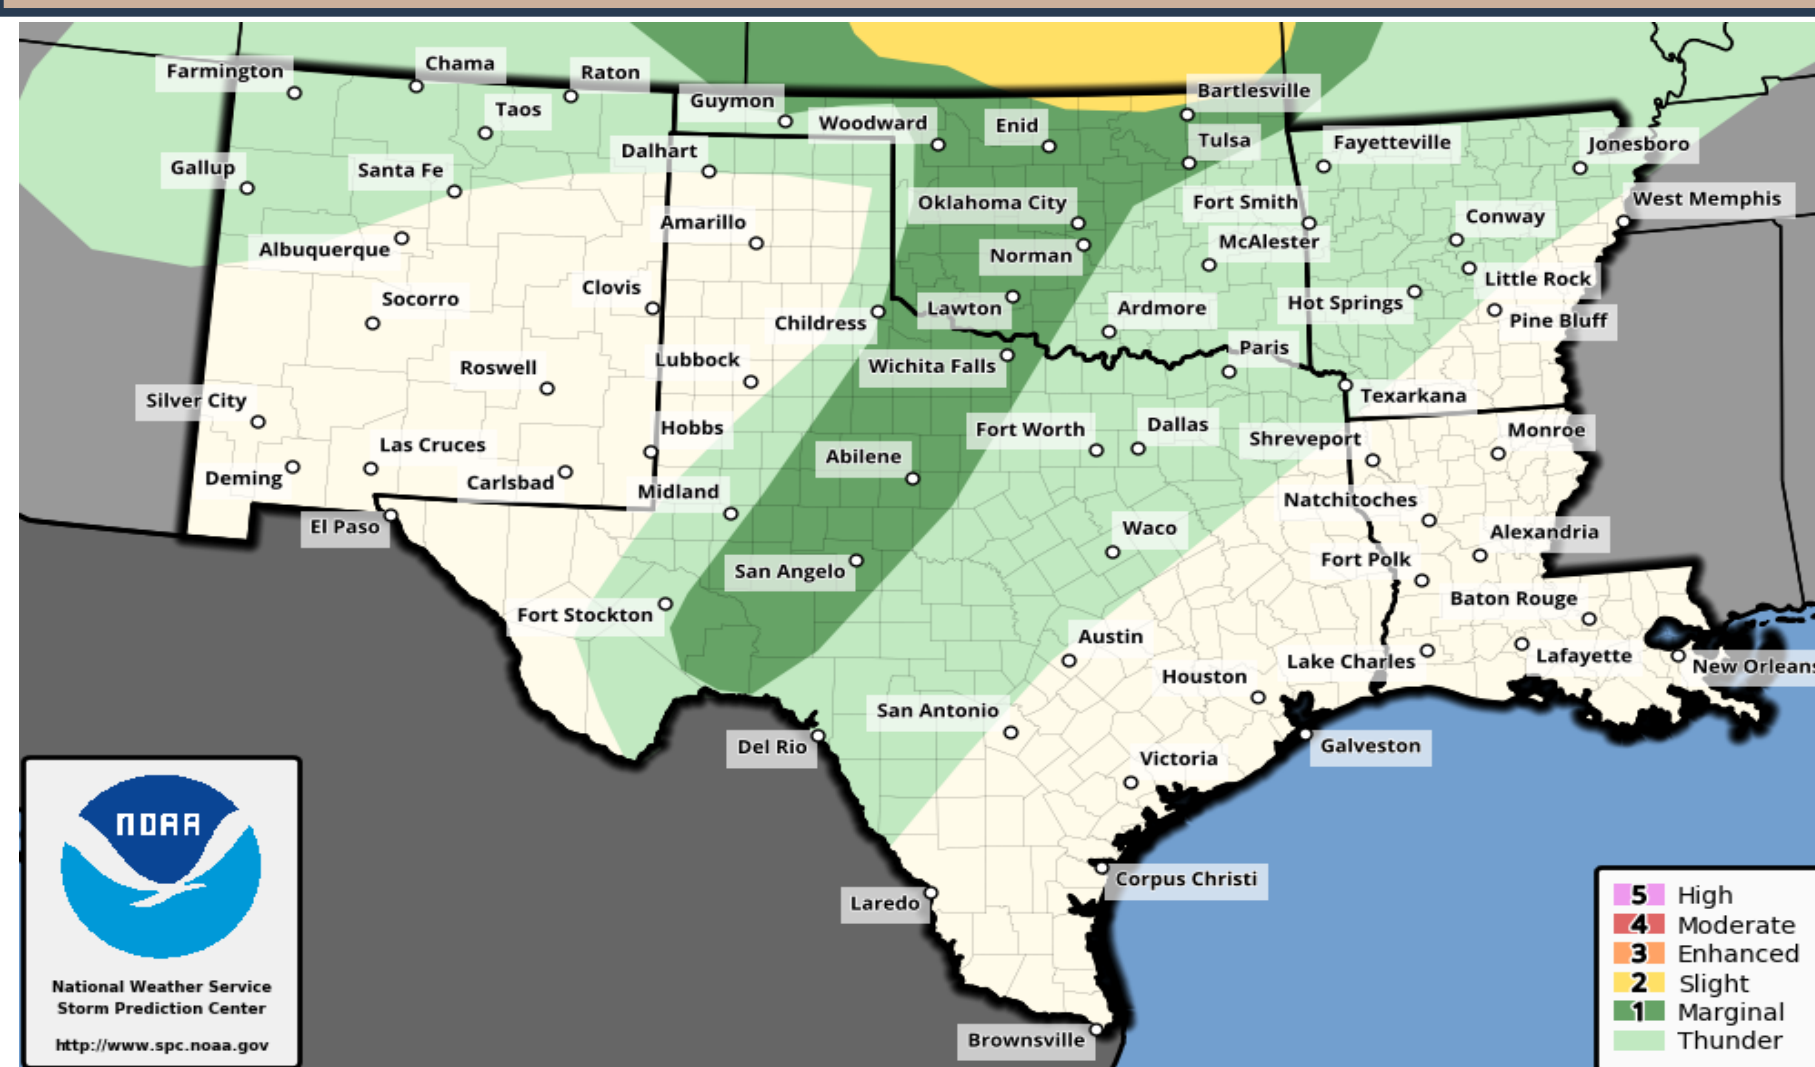 Farmington
Chama
Raton
Taos
Guymon
Woodward
Enid
Bartlesville
Tulsa
Fayetteville
Jonesboro
Dalhart
Gallup
Santa Fe
West Memphis
Oklahoma City
Fort Smith
Conway
Amarillo
Albuquerque
Norman
McAlester
Little Rock
Clovis
Socorro
Childress
Lawton
Ardmore
Hot Springs
Pine Bluff
Paris
Lubbock
Roswell
Wichita Falls
Silver City
Texarkana
Hobbs
Fort Worth
Dallas
Shreveport
Monroe
Las Cruces
Abilene
Deming
Carlsbad
Midland
Natchitoches
El Paso
Waco
Alexandria
San Angelo
Fort Polk
Baton Rouge
Fort Stockton
Austin
Houston
Lake Charles
Lafayette
New Orleans
San Antonio
Del Rio
Galveston
Victoria
Corpus Christi
Laredo
Brownsville
NOAA
National Weather Service
Storm Prediction Center
http://www.spc.noaa.gov
5 High
4 Moderate
3 Enhanced
2 Slight
1 Marginal
Thunder